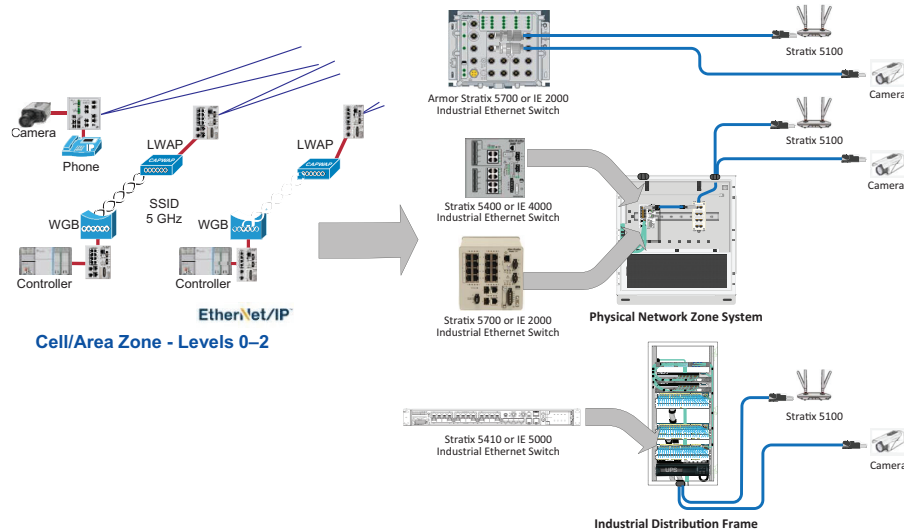 Camera
Phone
LWAP
CAPWAP
SSID
5 GHz
WGB
Controller
LWAP
CAPWAP
WGB
Controller
EtherNet/IP
Cell/Area Zone - Levels 0–2
Armor Stratix 5700 or IE 2000
Industrial Ethernet Switch
Stratix 5100
Camera
Stratix 5400 or IE 4000
Industrial Ethernet Switch
Stratix 5100
Camera
Stratix 5700 or IE 2000
Industrial Ethernet Switch
Physical Network Zone System
Stratix 5410 or IE 5000
Industrial Ethernet Switch
UPS
Stratix 5100
Camera
Industrial Distribution Frame